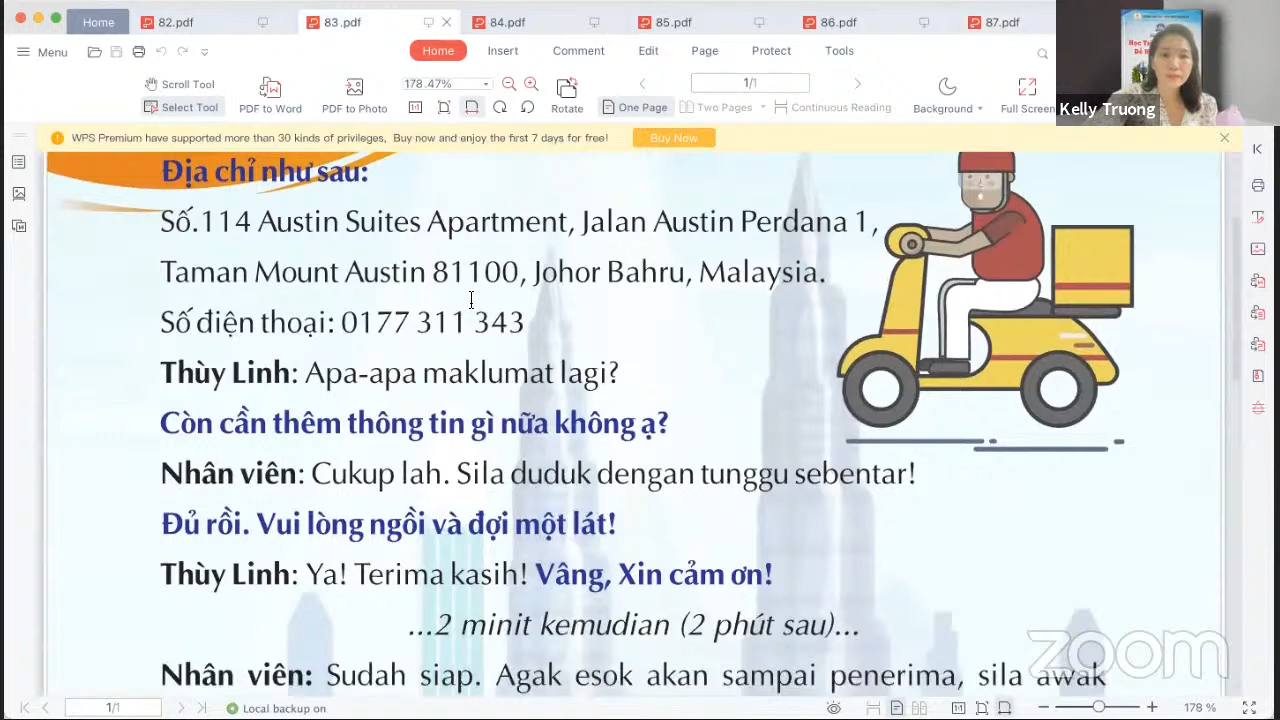 Home
82.pdf
83.pdf
84.pdf
85.pdf
86.pdf
87.pdf
Menu
Home
Insert
Comment
Edit
Page
Protect
Tools
Scroll Tool
Select Tool
PDF to Word
PDF to Photo
178.47%
Rotate
1/1
One Page
Two Pages
Continuous Reading
Background
Full Screen
Kelly Truong
WPS Premium have supported more than 30 kinds of privileges, Buy now and enjoy the first 7 days for free!
Buy Now
Địa chỉ như sau:
Số.114 Austin Suites Apartment, Jalan Austin Perdana 1,
Taman Mount Austin 81100, Johor Bahru, Malaysia.
Số điện thoại: 0177 311 343
Thùy Linh: Apa-apa maklumat lagi?
Còn cần thêm thông tin gì nữa không ạ?
Nhân viên: Cukup lah. Sila duduk dengan tunggu sebentar!
Đủ rồi. Vui lòng ngồi và đợi một lát!
Thùy Linh: Ya! Terima kasih! Vâng, Xin cảm ơn!
...2 minit kemudian (2 phút sau)...
Nhân viên: Sudah siap. Agak esok akan sampai penerima, sila awak
zoom
1/1
Local backup on
178 %